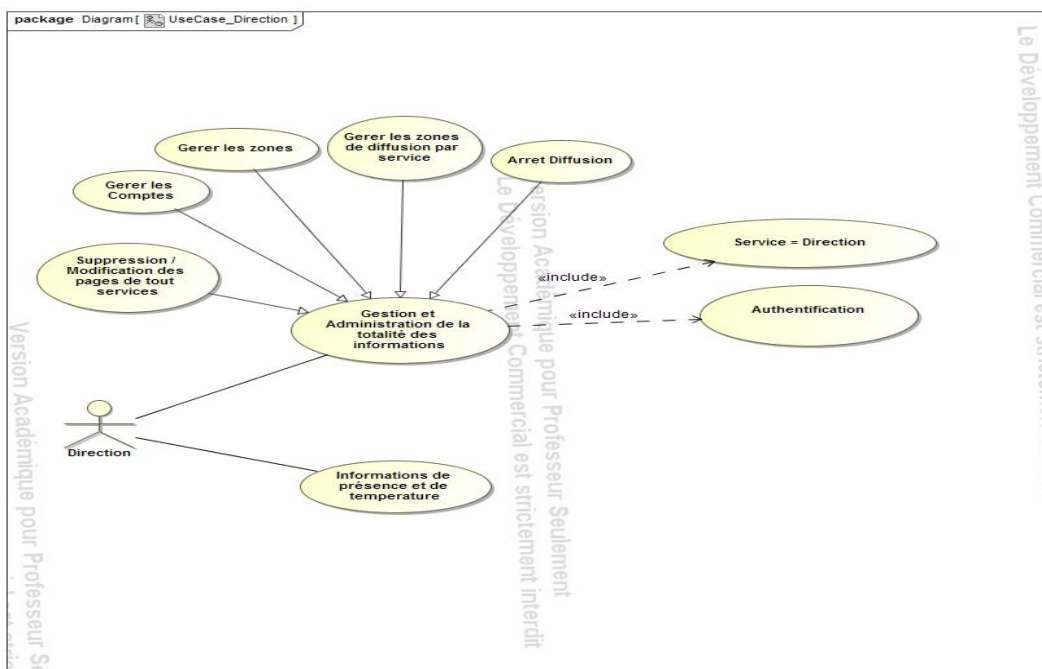 package Diagram[ UseCase_Direction ]
Gerer les zones
de diffusion par
service
Gerer les zones
Arret Diffusion
Gerer les
Comptes
Suppression /
Modification des
pages de tout
services
Service = Direction
«include»
Gestion et
Administration de la
totalité des
informations
«include»
Authentification
Direction
Informations de
présence et de
temperature
Version Académique pour Professeur Seulement
Le Développement Commercial est strictement interdit
Version Académique pour Professeur
Le Développement Commercial est